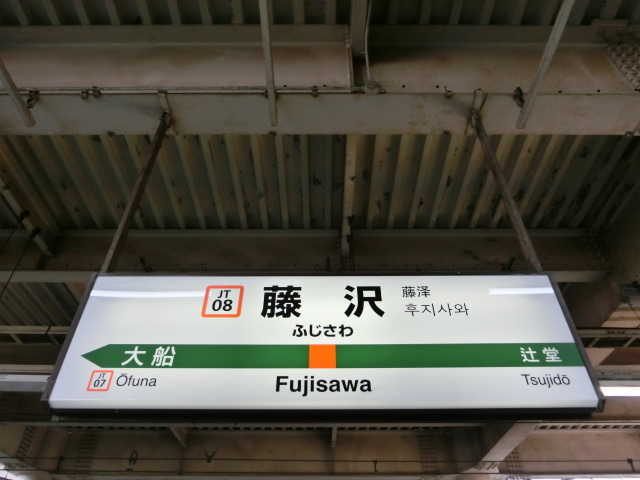 JT
08
藤沢
藤泽
후지사와
ふじさわ
大船
辻堂
JT
07
Ōfuna
Fujisawa
Tsujidō